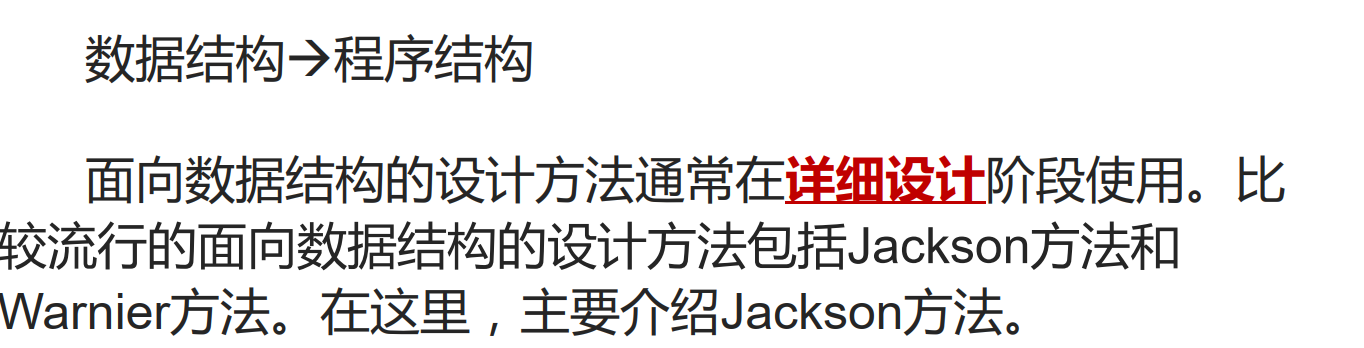 数据结构→程序结构
面向数据结构的设计方法通常在详细设计阶段使用。比
较流行的面向数据结构的设计方法包括Jackson方法和
Warnier方法。在这里，主要介绍Jackson方法。